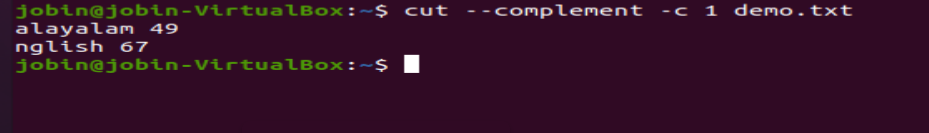 jobin@jobin-VirtualBox:~$ cut --complement -c 1 demo.txt
alayalam 49
nglish 67
jobin@jobin-VirtualBox:~$